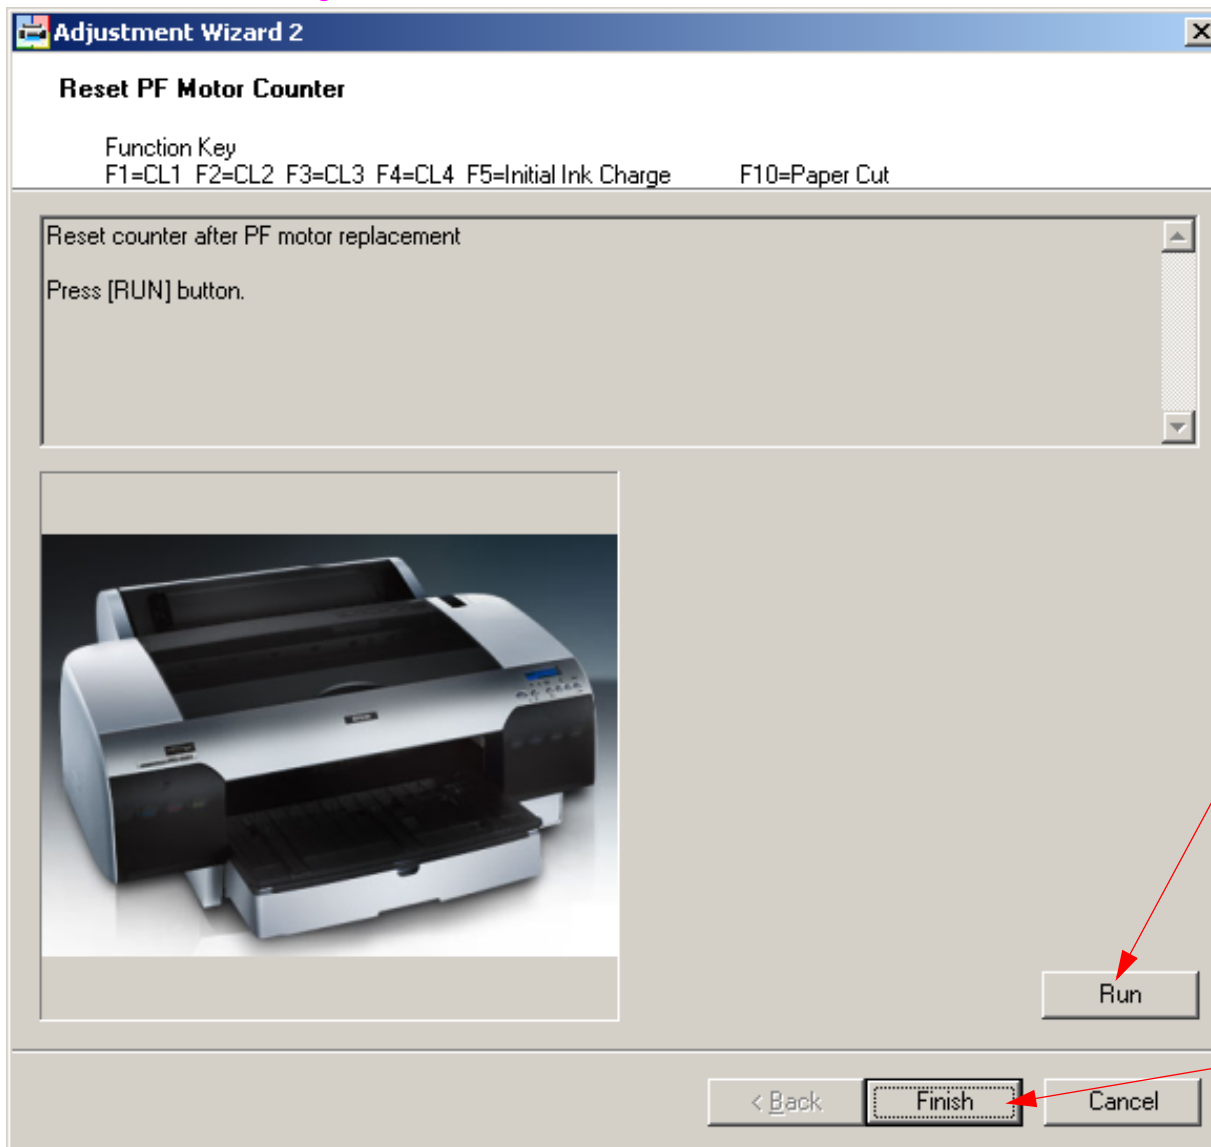 Adjustment Wizard 2
Reset PF Motor Counter
Function Key
F1=CL1 F2=CL2 F3=CL3 F4=CL4 F5=Initial Ink Charge F10=Paper Cut
Reset counter after PF motor replacement
Press [RUN] button.
EPSON
Run
< Back
Finish
Cancel